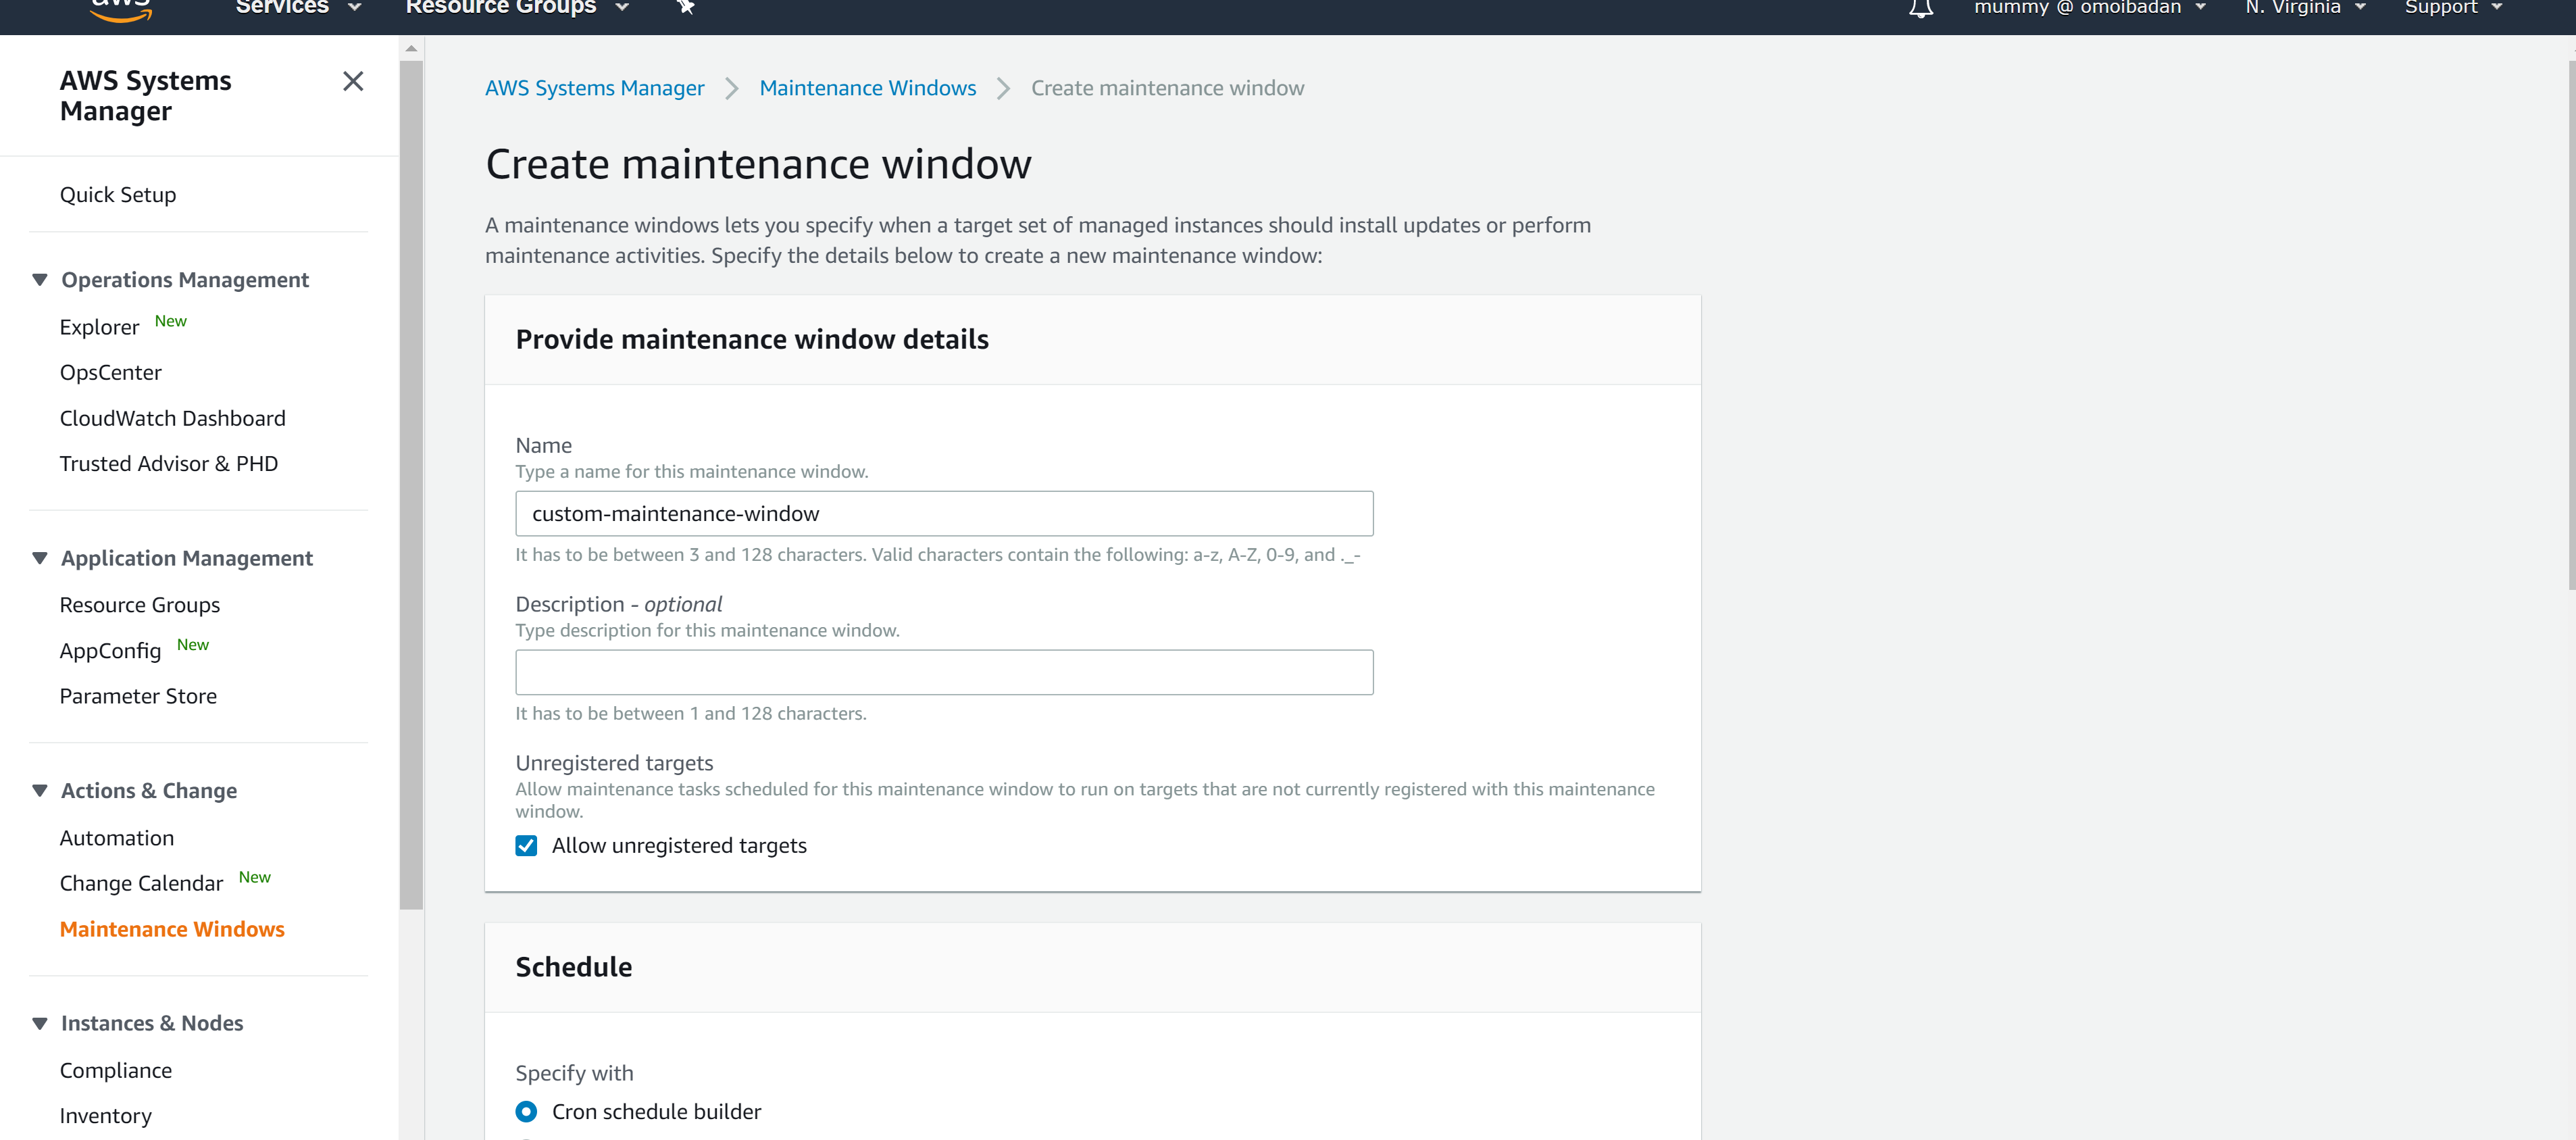 aws
Services
Resource Groups
mummy @ omoibadan
N. Virginia
Support
AWS Systems
Manager
Quick Setup
Operations Management
Explorer New
OpsCenter
CloudWatch Dashboard
Trusted Advisor & PHD
Application Management
Resource Groups
AppConfig New
Parameter Store
Actions & Change
Automation
Change Calendar New
Maintenance Windows
Instances & Nodes
Compliance
Inventory
AWS Systems Manager
Maintenance Windows
Create maintenance window
Create maintenance window
A maintenance windows lets you specify when a target set of managed instances should install updates or perform
maintenance activities. Specify the details below to create a new maintenance window:
Provide maintenance window details
Name
Type a name for this maintenance window.
custom-maintenance-window
It has to be between 3 and 128 characters. Valid characters contain the following: a-z, A-Z, 0-9, and ._-
Description - optional
Type description for this maintenance window.
It has to be between 1 and 128 characters.
Unregistered targets
Allow maintenance tasks scheduled for this maintenance window to run on targets that are not currently registered with this maintenance
window.
Allow unregistered targets
Schedule
Specify with
Cron schedule builder